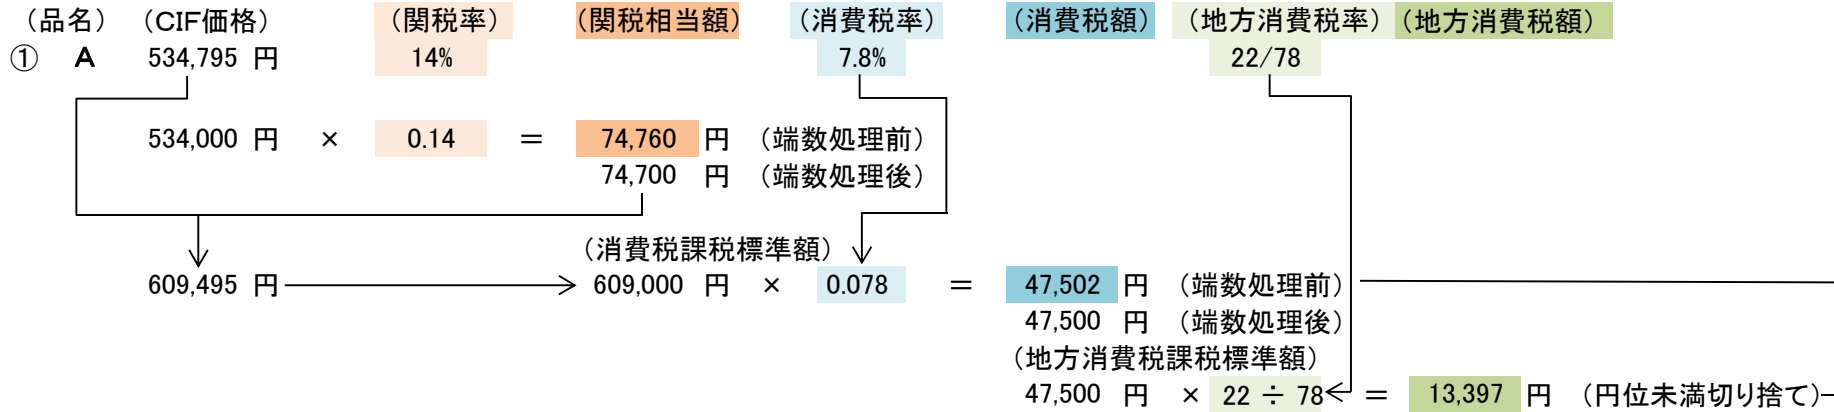 （品名） （CIF価格） （関税率） （関税相当額） （消費税率） （消費税額） （地方消費税率） （地方消費税額）
① A 534,795 円 14% 7.8% 22/78
534,000 円 × 0.14 ＝ 74,760 円 （端数処理前）
74,700 円 （端数処理後）
（消費税課税標準額）
609,495 円 609,000 円 × 0.078 ＝ 47,502 円 （端数処理前）
47,500 円 （端数処理後）
（地方消費税課税標準額）
47,500 円 × 22 ÷ 78 ＝ 13,397 円 （円位未満切り捨て）